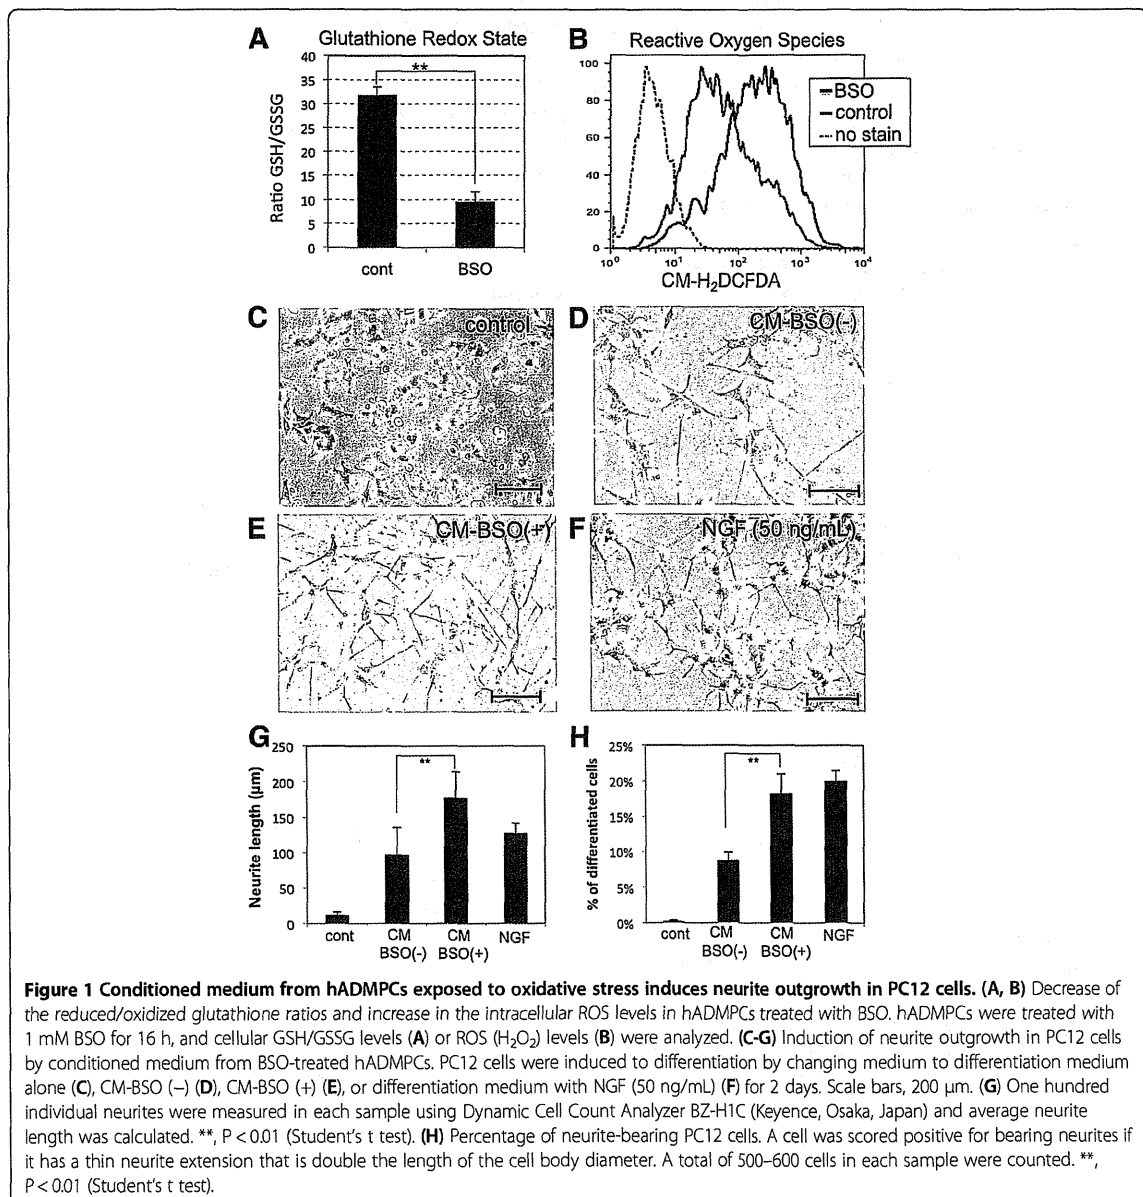 A
Glutathione Redox State
Ratio GSH/GSSG
40
35
30
25
20
15
10
5
0
**
cont
BSO
B
Reactive Oxygen Species
100
80
60
40
20
0
BSO
control
no stain
10⁰
10¹
10²
10³
10⁴
CM-H₂DCFDA
C
control
D
CM-BSO(-)
E
CM-BSO(+)
F
NGF (50 ng/mL)
G
Neurite length (µm)
250
200
150
100
50
0
**
cont
CM
BSO(-)
CM
BSO(+)
NGF
H
% of differentiated cells
25%
20%
15%
10%
5%
0%
**
cont
CM
BSO(-)
CM
BSO(+)
NGF
Figure 1 Conditioned medium from hADMPCs exposed to oxidative stress induces neurite outgrowth in PC12 cells. (A, B) Decrease of
the reduced/oxidized glutathione ratios and increase in the intracellular ROS levels in hADMPCs treated with BSO. hADMPCs were treated with
1 mM BSO for 16 h, and cellular GSH/GSSG levels (A) or ROS (H₂O₂) levels (B) were analyzed. (C-G) Induction of neurite outgrowth in PC12 cells
by conditioned medium from BSO-treated hADMPCs. PC12 cells were induced to differentiation by changing medium to differentiation medium
alone (C), CM-BSO (−) (D), CM-BSO (+) (E), or differentiation medium with NGF (50 ng/mL) (F) for 2 days. Scale bars, 200 µm. (G) One hundred
individual neurites were measured in each sample using Dynamic Cell Count Analyzer BZ-H1C (Keyence, Osaka, Japan) and average neurite
length was calculated. **, P < 0.01 (Student's t test). (H) Percentage of neurite-bearing PC12 cells. A cell was scored positive for bearing neurites if
it has a thin neurite extension that is double the length of the cell body diameter. A total of 500–600 cells in each sample were counted. **,
P < 0.01 (Student's t test).